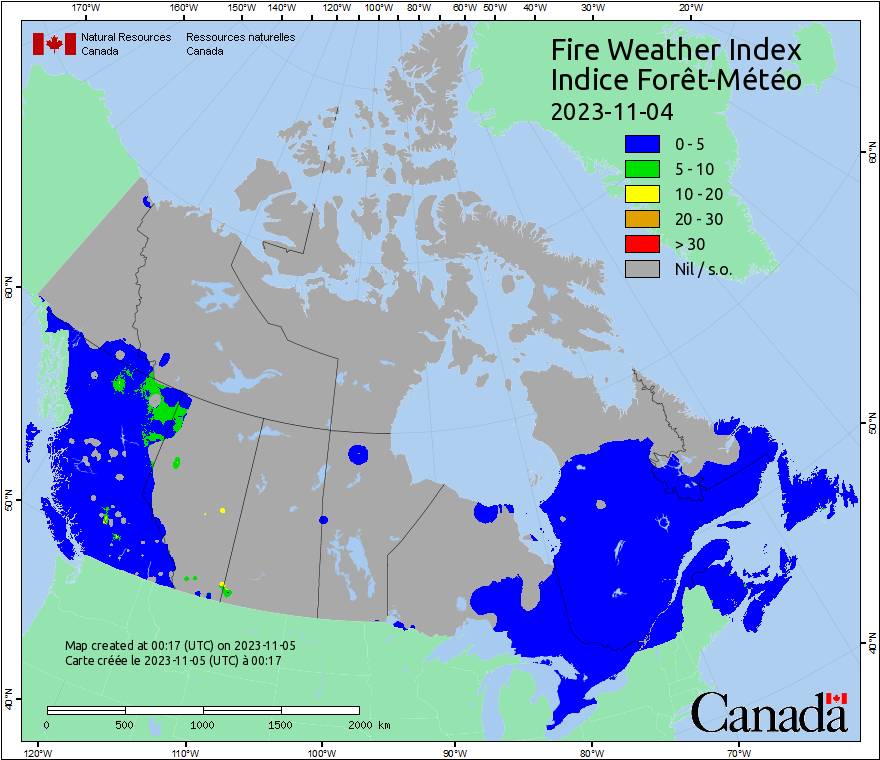 170°W 160°W 150°W 140°W 130°W 120°W 110°W 100°W 90°W 80°W 70°W 60°W 50°W 40°W 30°W 20°W
Natural Resources Ressources naturelles
Canada Canada
Fire Weather Index
Indice Forêt-Météo
2023-11-04
0 - 5
5 - 10
10 - 20
20 - 30
> 30
Nil / s.o.
60°N 60°N
50°N 50°N
40°N 40°N
Map created at 00:17 (UTC) on 2023-11-05
Carte créée le 2023-11-05 (UTC) à 00:17
0 500 1000 1500 2000 km
Canada
120°W 110°W 100°W 90°W 80°W 70°W